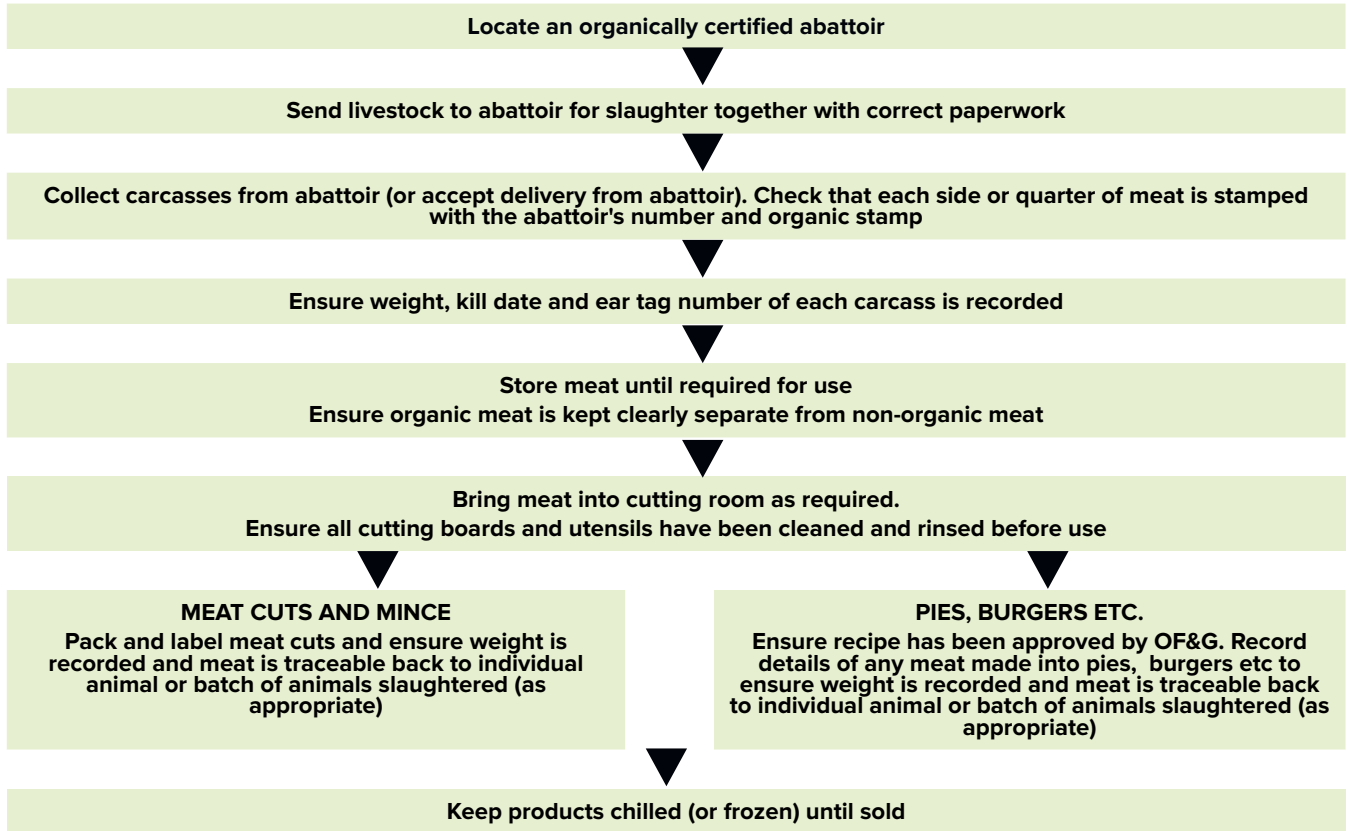 Locate an organically certified abattoir
Send livestock to abattoir for slaughter together with correct paperwork
Collect carcasses from abattoir (or accept delivery from abattoir). Check that each side or quarter of meat is stamped
with the abattoir's number and organic stamp
Ensure weight, kill date and ear tag number of each carcass is recorded
Store meat until required for use
Ensure organic meat is kept clearly separate from non-organic meat
Bring meat into cutting room as required.
Ensure all cutting boards and utensils have been cleaned and rinsed before use
MEAT CUTS AND MINCE
Pack and label meat cuts and ensure weight is
recorded and meat is traceable back to individual
animal or batch of animals slaughtered (as
appropriate)
PIES, BURGERS ETC.
Ensure recipe has been approved by OF&G. Record
details of any meat made into pies, burgers etc to
ensure weight is recorded and meat is traceable back
to individual animal or batch of animals slaughtered (as
appropriate)
Keep products chilled (or frozen) until sold